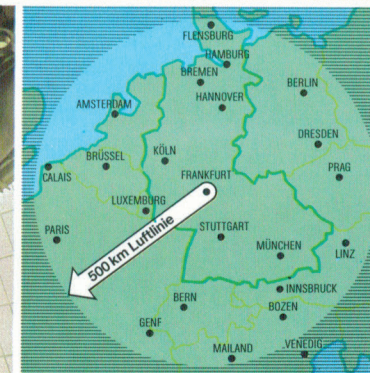 FLENSBURG
HAMBURG
BREMEN
BERLIN
HANNOVER
AMSTERDAM
DRESDEN
KÖLN
BRÜSSEL
PRAG
CALAIS
FRANKFURT
LUXEMBURG
PARIS
500 km Luftlinie
STUTTGART
MÜNCHEN
LINZ
INNSBRUCK
BERN
BOZEN
GENF
MAILAND
VENEDIG